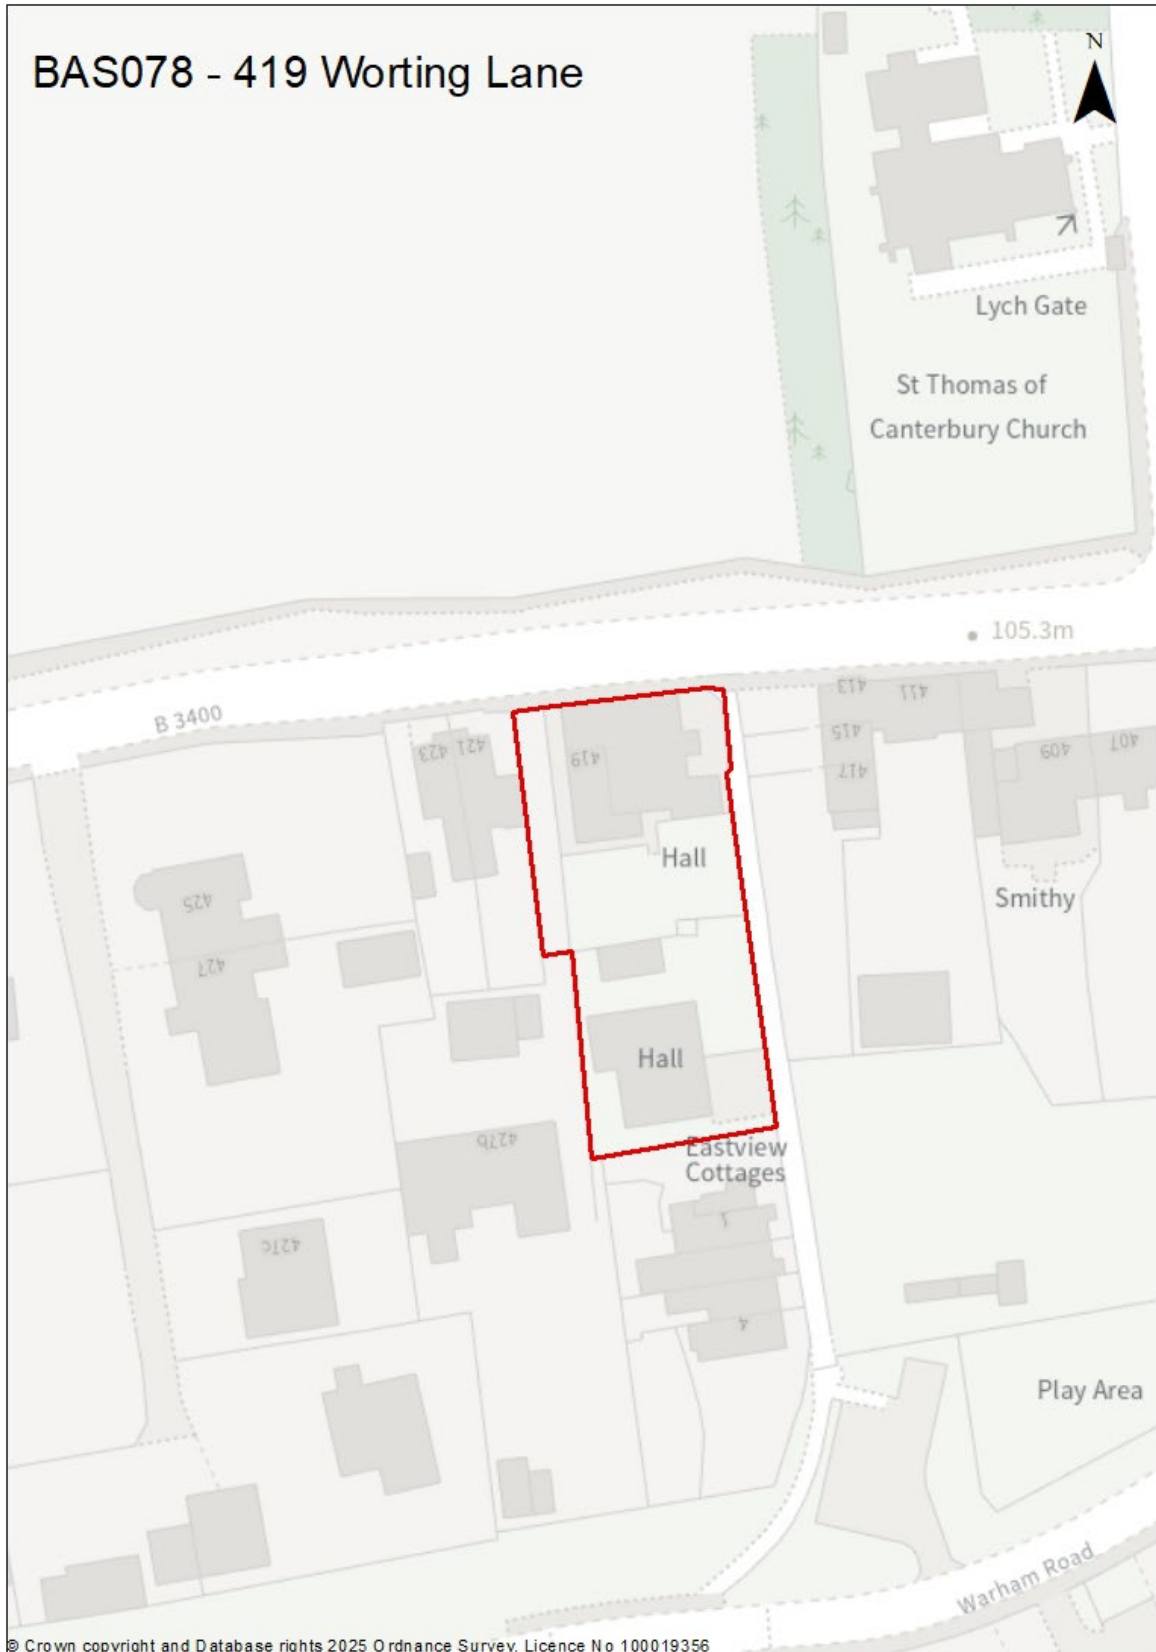 BAS078 - 419 Worting Lane
N
Lych Gate
St Thomas of
Canterbury Church
105.3m
B 3400
413
411
415
417
409
407
423
421
419
Hall
Smithy
425
427
Hall
427b
Eastview
Cottages
1
427c
4
Play Area
Warham Road
© Crown copyright and Database rights 2025 Ordnance Survey. Licence No 100019356